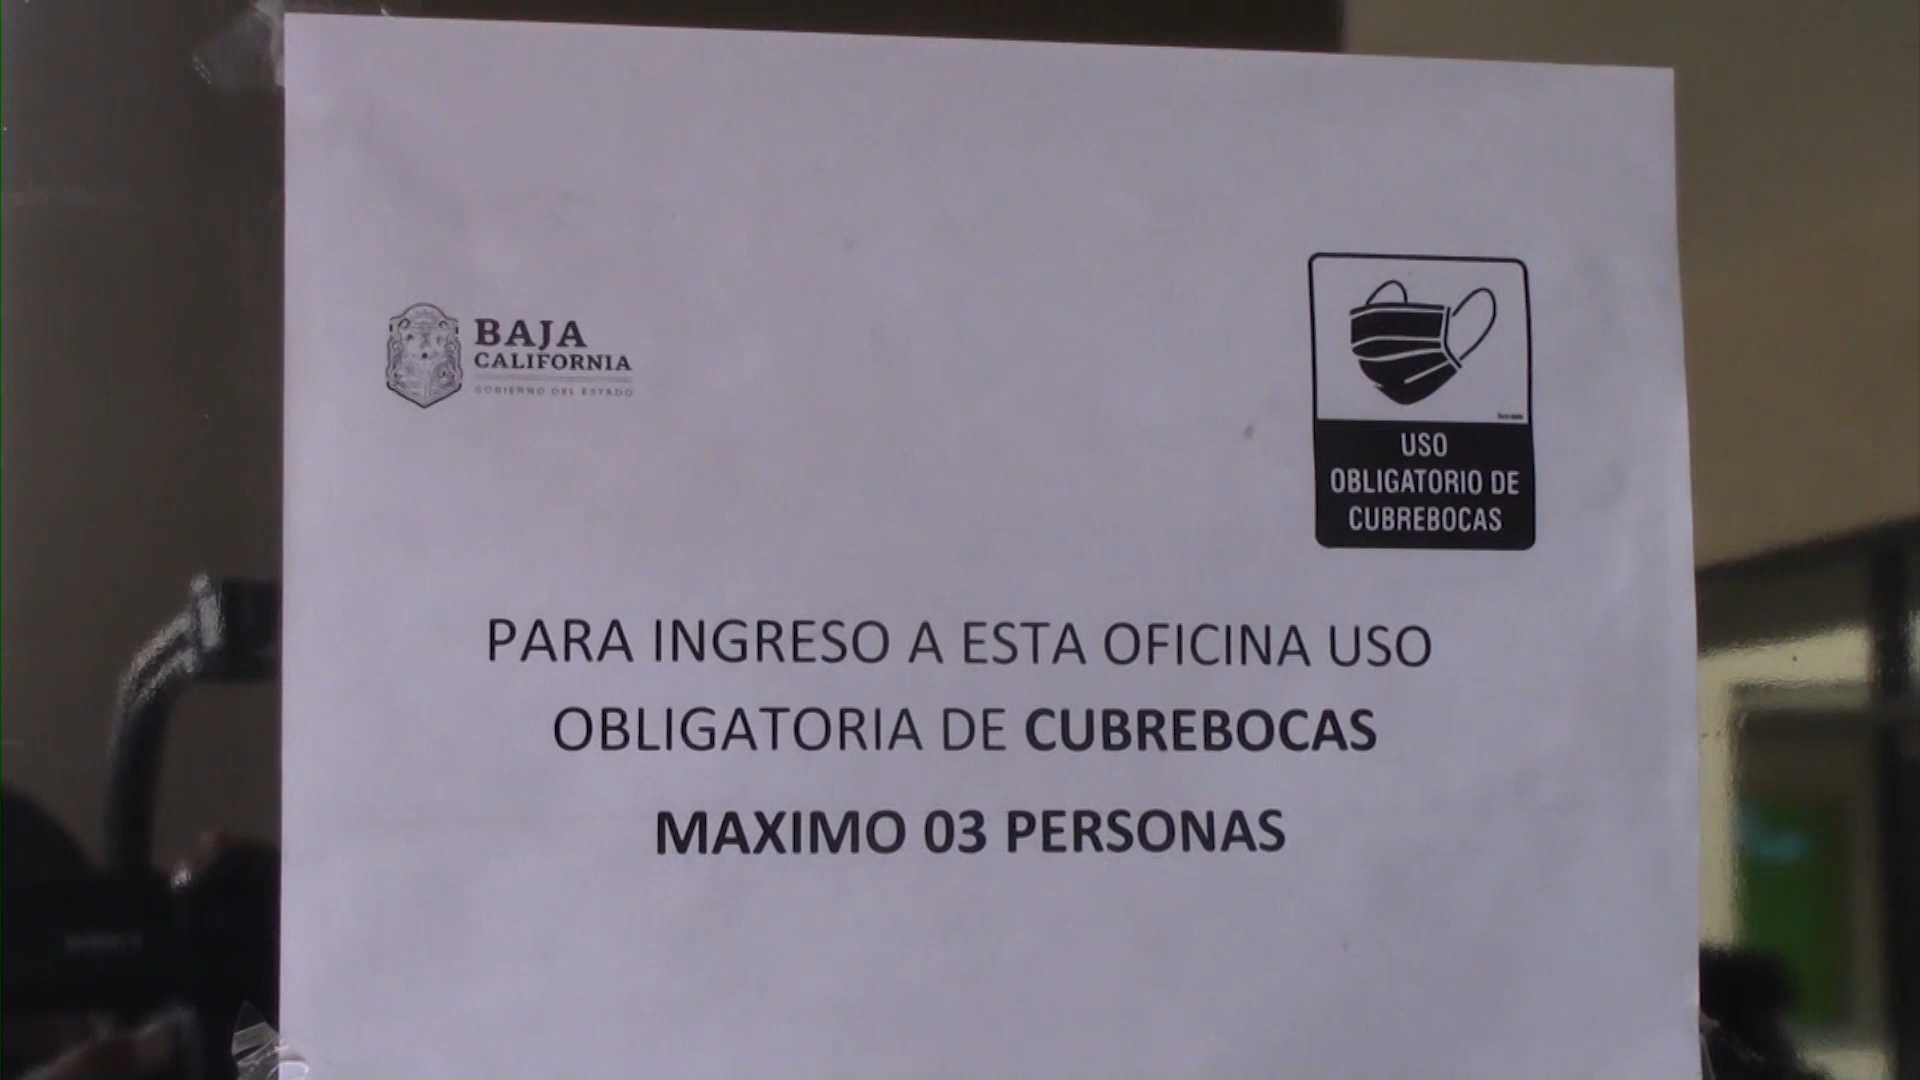 BAJA
CALIFORNIA
GOBIERNO DEL ESTADO
USO
OBLIGATORIO DE
CUBREBOCAS
PARA INGRESO A ESTA OFICINA USO
OBLIGATORIA DE CUBREBOCAS
MAXIMO 03 PERSONAS